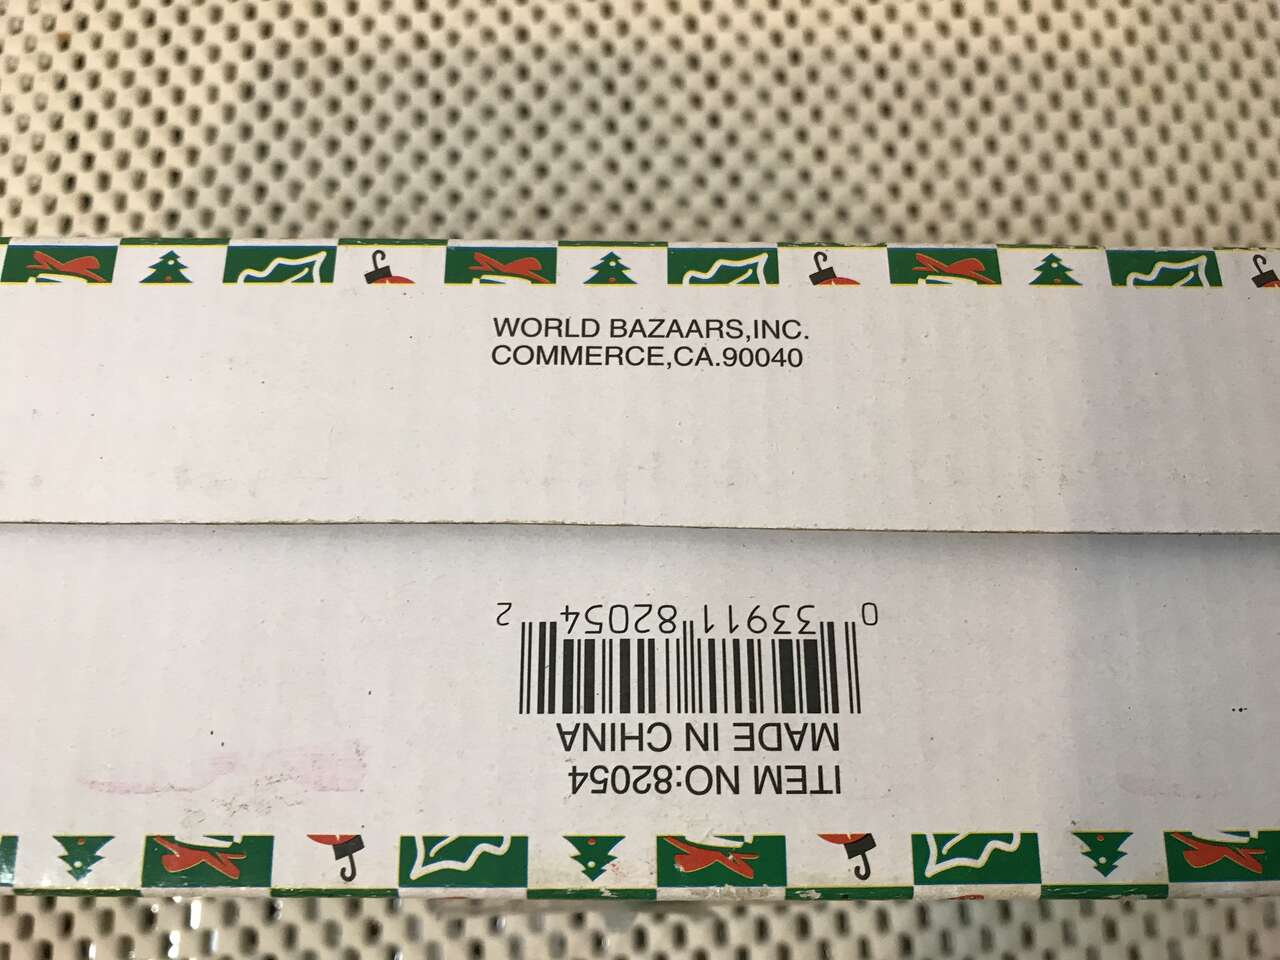 WORLD BAZAARS,INC.
COMMERCE,CA.90040
ITEM NO:82054
MADE IN CHINA
0 33911 82054 2